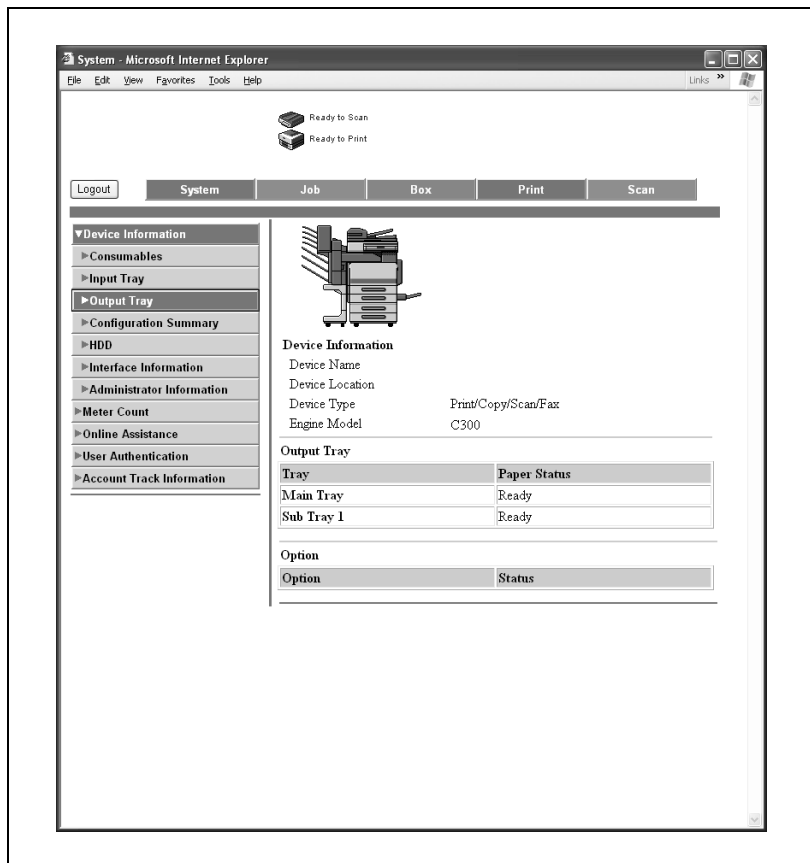 System - Microsoft Internet Explorer
File Edit View Favorites Tools Help Links »
Ready to Scan
Ready to Print
Logout System Job Box Print Scan
▼Device Information
►Consumables
►Input Tray
►Output Tray
►Configuration Summary
►HDD
►Interface Information
►Administrator Information
►Meter Count
►Online Assistance
►User Authentication
►Account Track Information
Device Information
Device Name
Device Location
Device Type Print/Copy/Scan/Fax
Engine Model C300
Output Tray
Tray Paper Status
Main Tray Ready
Sub Tray 1 Ready
Option
Option Status